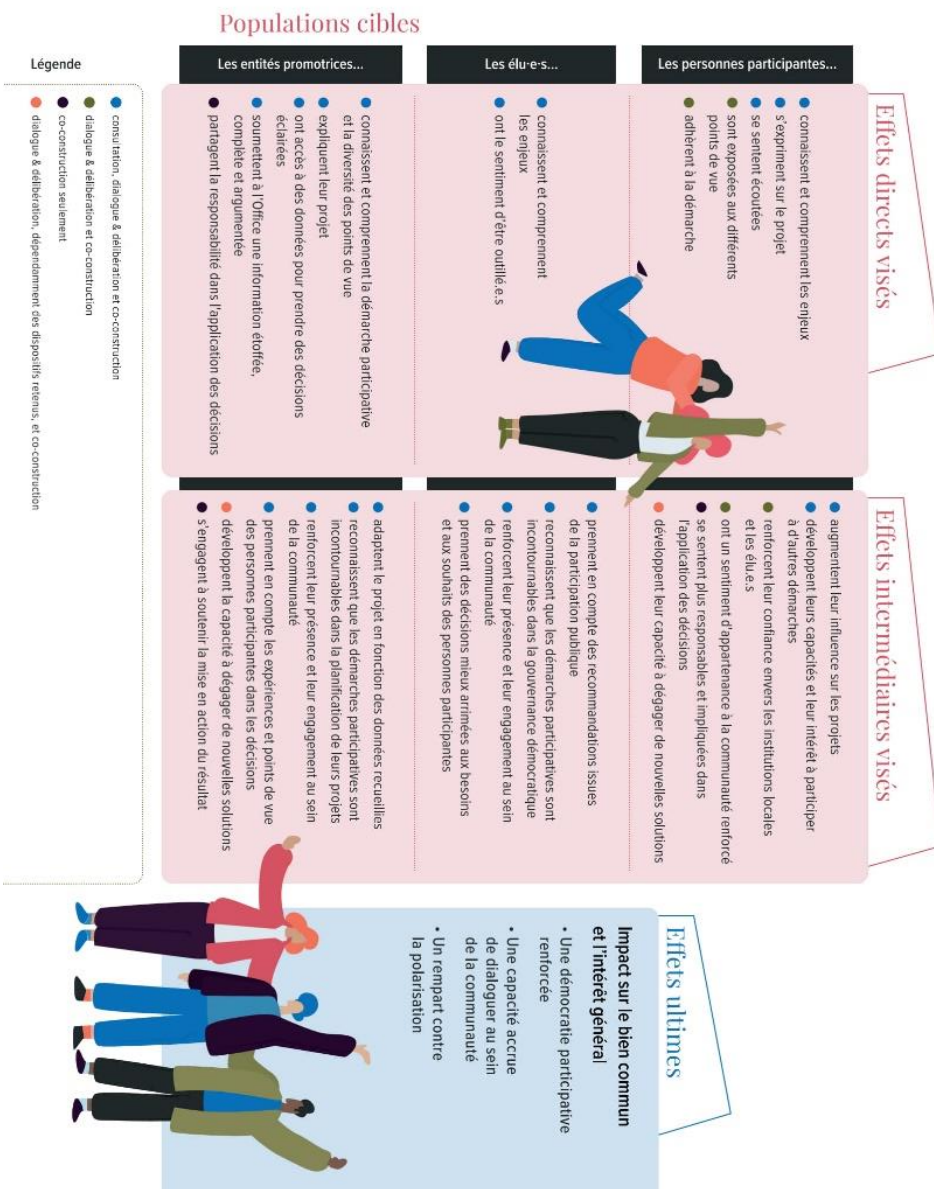 Populations cibles
Les personnes participantes...
Les élu·e·s...
Les entités promotrices...
Effets directs visés
connaissent et comprennent les enjeux
s'expriment sur le projet
se sentent écoutées
sont exposées aux différents
points de vue
adhèrent à la démarche
connaissent et comprennent
les enjeux
ont le sentiment d'être outillé.e.s
connaissent et comprennent la démarche participative
et la diversité des points de vue
expliquent leur projet
ont accès à des données pour prendre des décisions
éclairées
soumettent à l'Office une information étoffée,
complète et argumentée
partagent la responsabilité dans l'application des décisions
Effets intermédiaires visés
augmentent leur influence sur les projets
développent leurs capacités et leur intérêt à participer
à d'autres démarches
renforcent leur confiance envers les institutions locales
et les élu.e.s
ont un sentiment d'appartenance à la communauté renforcé
se sentent plus responsables et impliquées dans
l'application des décisions
développent leur capacité à dégager de nouvelles solutions
prennent en compte des recommandations issues
de la participation publique
reconnaissent que les démarches participatives sont
incontournables dans la gouvernance démocratique
renforcent leur présence et leur engagement au sein
de la communauté
prennent des décisions mieux arrimées aux besoins
et aux souhaits des personnes participantes
adaptent le projet en fonction des données recueillies
reconnaissent que les démarches participatives sont
incontournables dans la planification de leurs projets
renforcent leur présence et leur engagement au sein
de la communauté
prennent en compte les expériences et points de vue
des personnes participantes dans les décisions
développent la capacité à dégager de nouvelles solutions
s'engagent à soutenir la mise en action du résultat
Effets ultimes
Impact sur le bien commun
et l'intérêt général
• Une démocratie participative
renforcée
• Une capacité accrue
de dialoguer au sein
de la communauté
• Un rempart contre
la polarisation
Légende
consultation, dialogue & délibération et co-construction
dialogue & délibération et co-construction
co-construction seulement
dialogue & délibération, dépendamment des dispositifs retenus, et co-construction